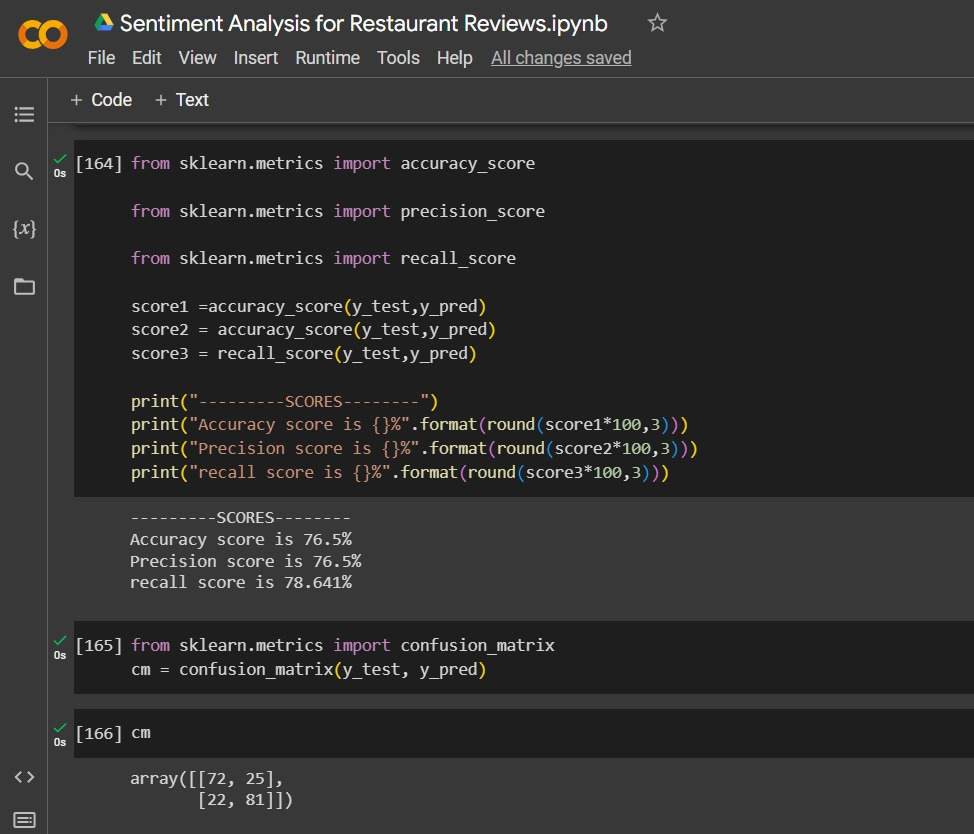 Sentiment Analysis for Restaurant Reviews.ipynb
File Edit View Insert Runtime Tools Help All changes saved
+ Code + Text
[164] from sklearn.metrics import accuracy_score
0s
from sklearn.metrics import precision_score
{x}
from sklearn.metrics import recall_score
score1 =accuracy_score(y_test,y_pred)
score2 = accuracy_score(y_test,y_pred)
score3 = recall_score(y_test,y_pred)
print("---------SCORES--------")
print("Accuracy score is {}%".format(round(score1*100,3)))
print("Precision score is {}%".format(round(score2*100,3)))
print("recall score is {}%".format(round(score3*100,3)))
---------SCORES--------
Accuracy score is 76.5%
Precision score is 76.5%
recall score is 78.641%
[165] from sklearn.metrics import confusion_matrix
0s
cm = confusion_matrix(y_test, y_pred)
[166] cm
0s
array([[72, 25],
[22, 81]])